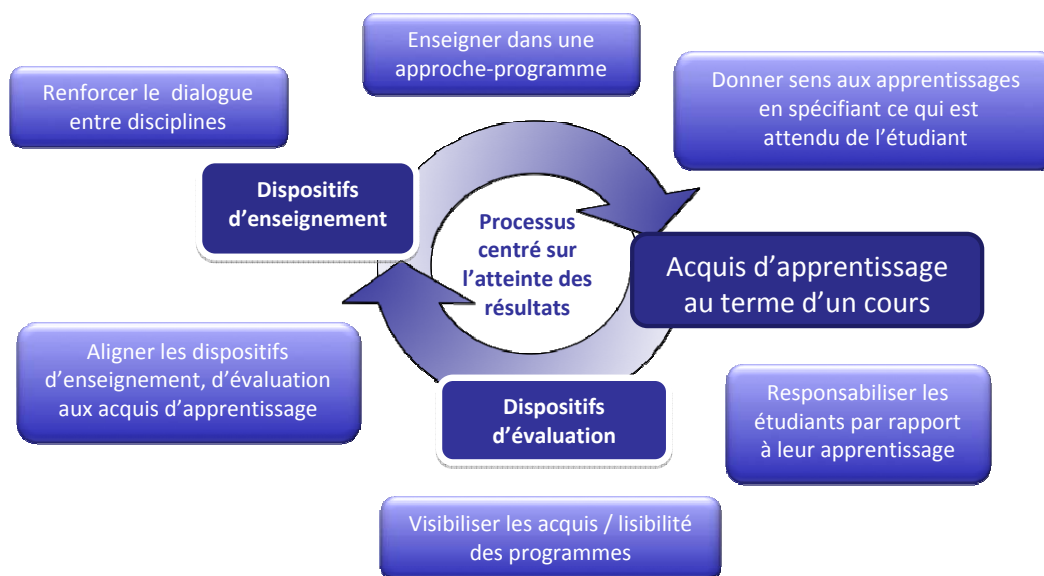 Enseigner dans une
approche-programme
Renforcer le dialogue
entre disciplines
Donner sens aux apprentissages
en spécifiant ce qui est
attendu de l’étudiant
Dispositifs
d’enseignement
Processus
centré sur
l’atteinte des
résultats
Acquis d’apprentissage
au terme d’un cours
Aligner les dispositifs
d’enseignement, d’évaluation
aux acquis d’apprentissage
Dispositifs
d’évaluation
Responsabiliser les
étudiants par rapport
à leur apprentissage
Visibiliser les acquis / lisibilité
des programmes